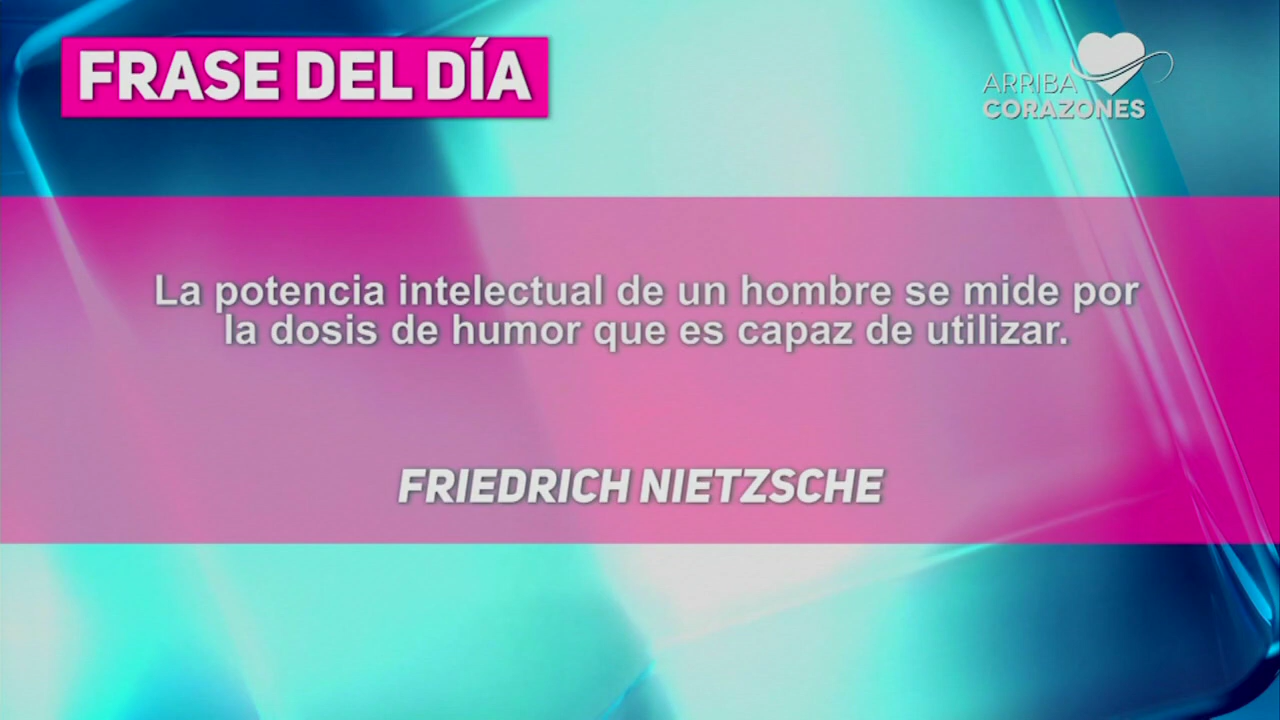 FRASE DEL DÍA
ARRIBA
CORAZONES
La potencia intelectual de un hombre se mide por
la dosis de humor que es capaz de utilizar.
FRIEDRICH NIETZSCHE